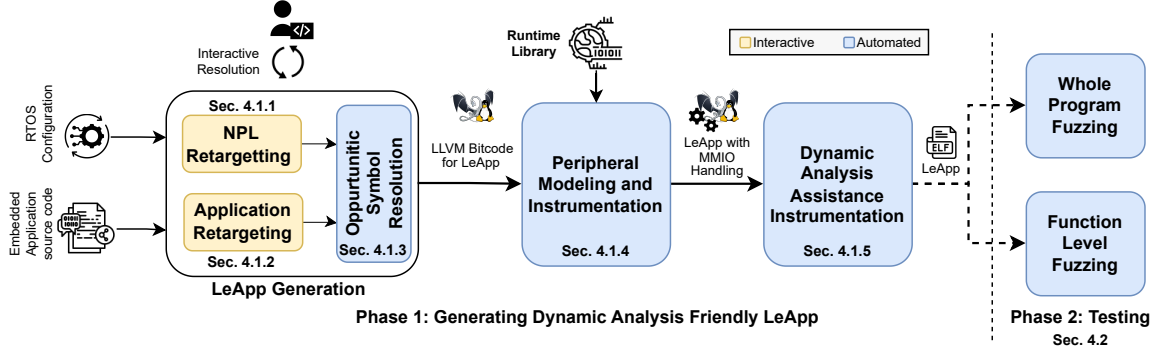 Interactive
Resolution
Runtime
Library
Interactive
Automated
RTOS
Configuration
Embedded
Application
source code
Sec. 4.1.1
NPL
Retargetting
Application
Retargeting
Sec. 4.1.2
Oppurtunitic
Symbol
Resolution
Sec. 4.1.3
LeApp Generation
LLVM Bitcode
for LeApp
Peripheral
Modeling and
Instrumentation
Sec. 4.1.4
LeApp with
MMIO
Handling
Dynamic
Analysis
Assistance
Instrumentation
Sec. 4.1.5
ELF
LeApp
Whole
Program
Fuzzing
Function
Level
Fuzzing
Phase 1: Generating Dynamic Analysis Friendly LeApp
Phase 2: Testing
Sec. 4.2